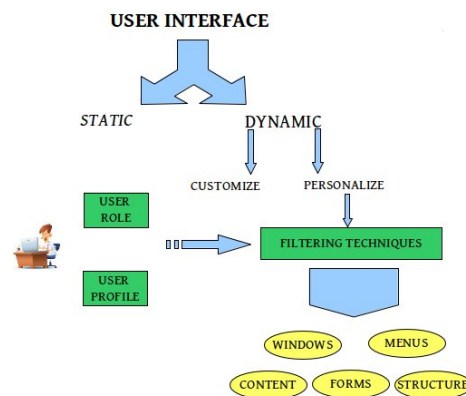 USER INTERFACE
STATIC
DYNAMIC
CUSTOMIZE
PERSONALIZE
USER
ROLE
FILTERING TECHNIQUES
USER
PROFILE
WINDOWS
MENUS
CONTENT
FORMS
STRUCTURE